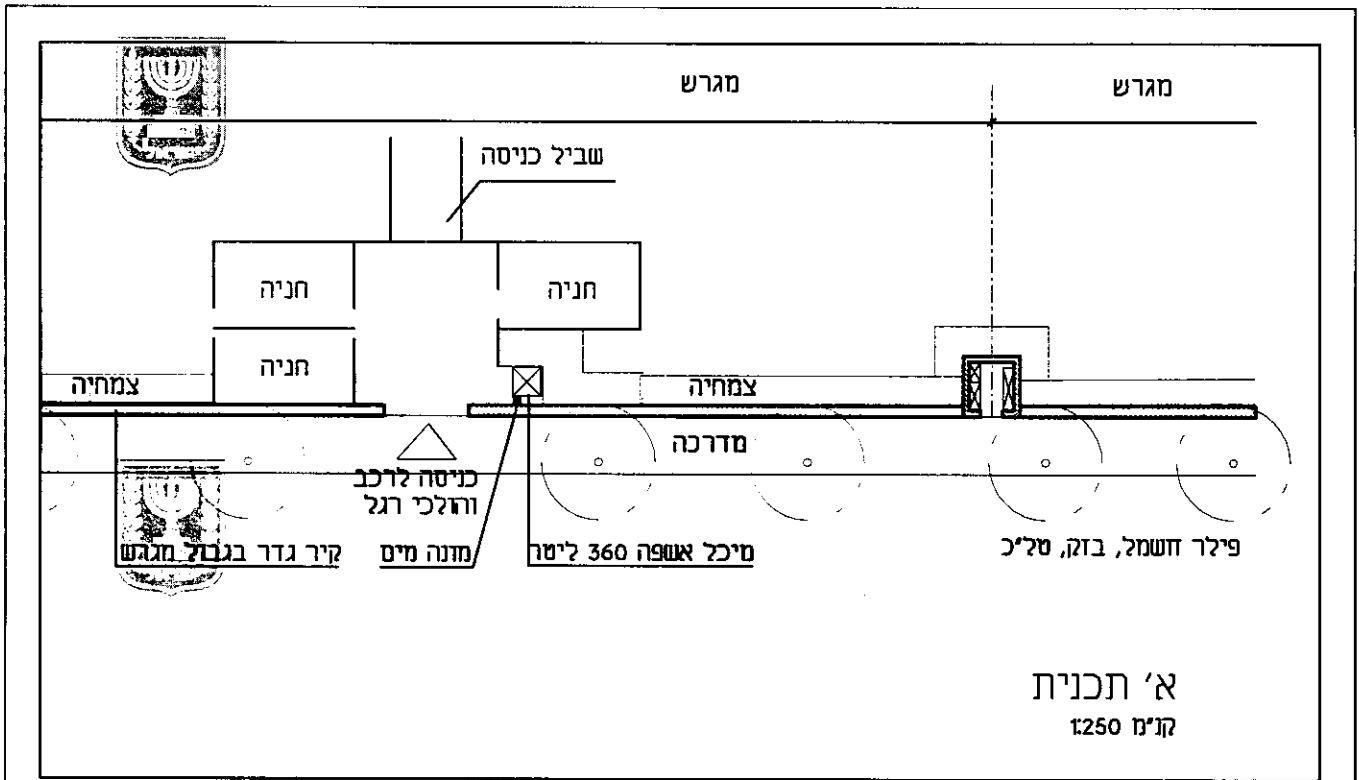 מגרש
מגרש
שביל כניסה
חניה
חניה
חניה
צמחיה
צמחיה
מדרכה
כניסה לרכב
והולכי רגל
פילר חשמל, בזק, טל"כ
מיכל אשפה 360 ליטר
מונה מים
קיר גדר בגבול מגרש
א' תכנית
קנ"מ 1:250